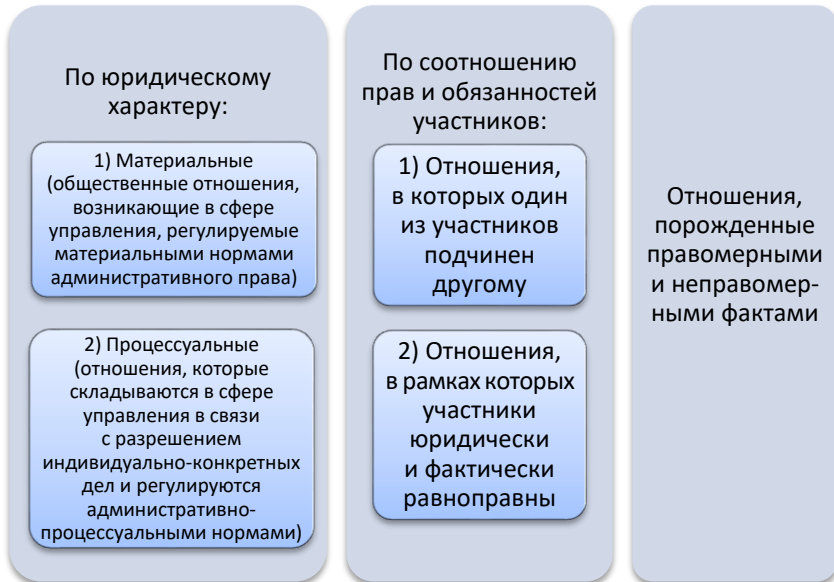 По юридическому
характеру:
1) Материальные
(общественные отношения,
возникающие в сфере
управления, регулируемые
материальными нормами
административного права)
2) Процессуальные
(отношения, которые
складываются в сфере
управления в связи
с разрешением
индивидуально-конкретных
дел и регулируются
административно-
процессуальными нормами)
По соотношению
прав и обязанностей
участников:
1) Отношения,
в которых один
из участников
подчинен
другому
2) Отношения,
в рамках которых
участники
юридически
и фактически
равноправны
Отношения,
порожденные
правомерными
и неправомер-
ными фактами